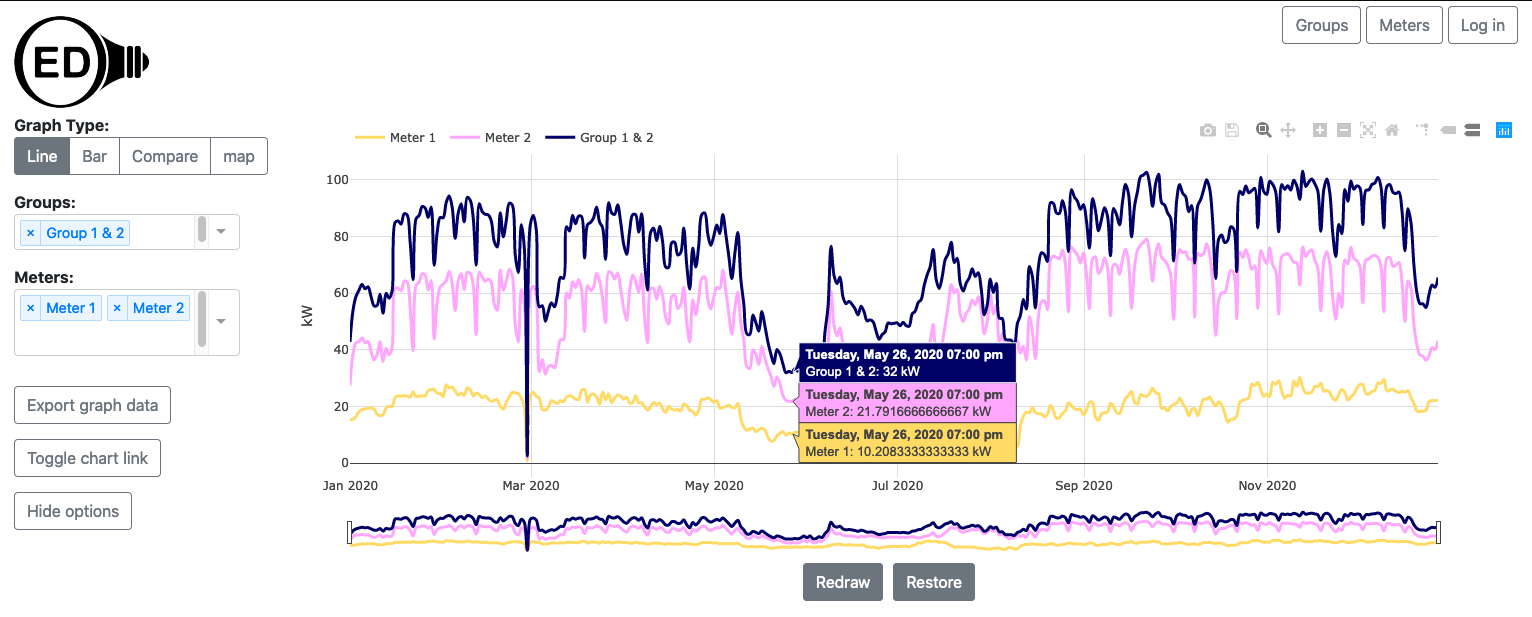 Groups
Meters
Log in
ED
Graph Type:
Line
Bar
Compare
map
Groups:
× Group 1 & 2
Meters:
× Meter 1 × Meter 2
Export graph data
Toggle chart link
Hide options
Meter 1
Meter 2
Group 1 & 2
kW
100
80
60
40
20
0
Tuesday, May 26, 2020 07:00 pm
Group 1 & 2: 32 kW
Tuesday, May 26, 2020 07:00 pm
Meter 2: 21.7916666666667 kW
Tuesday, May 26, 2020 07:00 pm
Meter 1: 10.2083333333333 kW
Jan 2020
Mar 2020
May 2020
Jul 2020
Sep 2020
Nov 2020
Redraw
Restore